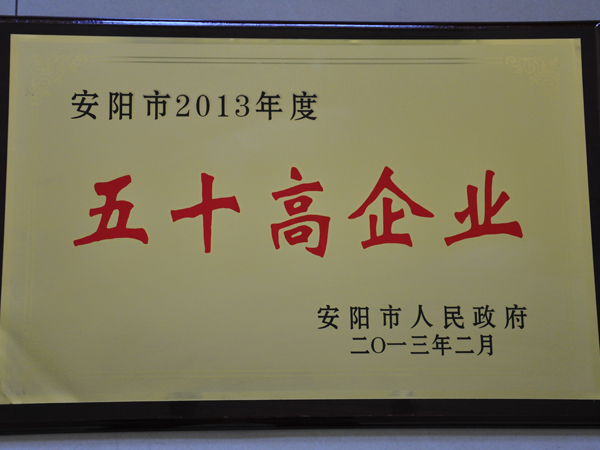 安阳市2013年度
五十高企业
安阳市人民政府
二〇一三年二月